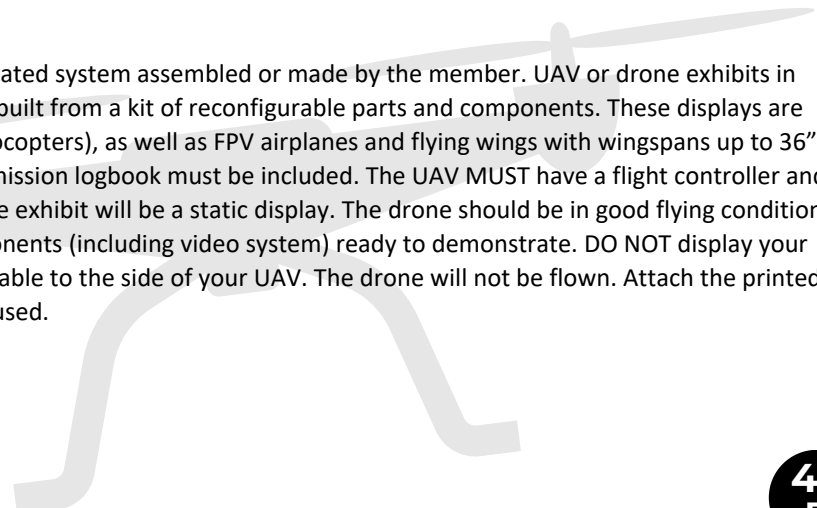 ated system assembled or made by the member. UAV or drone exhibits in
built from a kit of reconfigurable parts and components. These displays are
ocopters), as well as FPV airplanes and flying wings with wingspans up to 36”
mission logbook must be included. The UAV MUST have a flight controller and
e exhibit will be a static display. The drone should be in good flying condition
onents (including video system) ready to demonstrate. DO NOT display your
able to the side of your UAV. The drone will not be flown. Attach the printed
used.
4